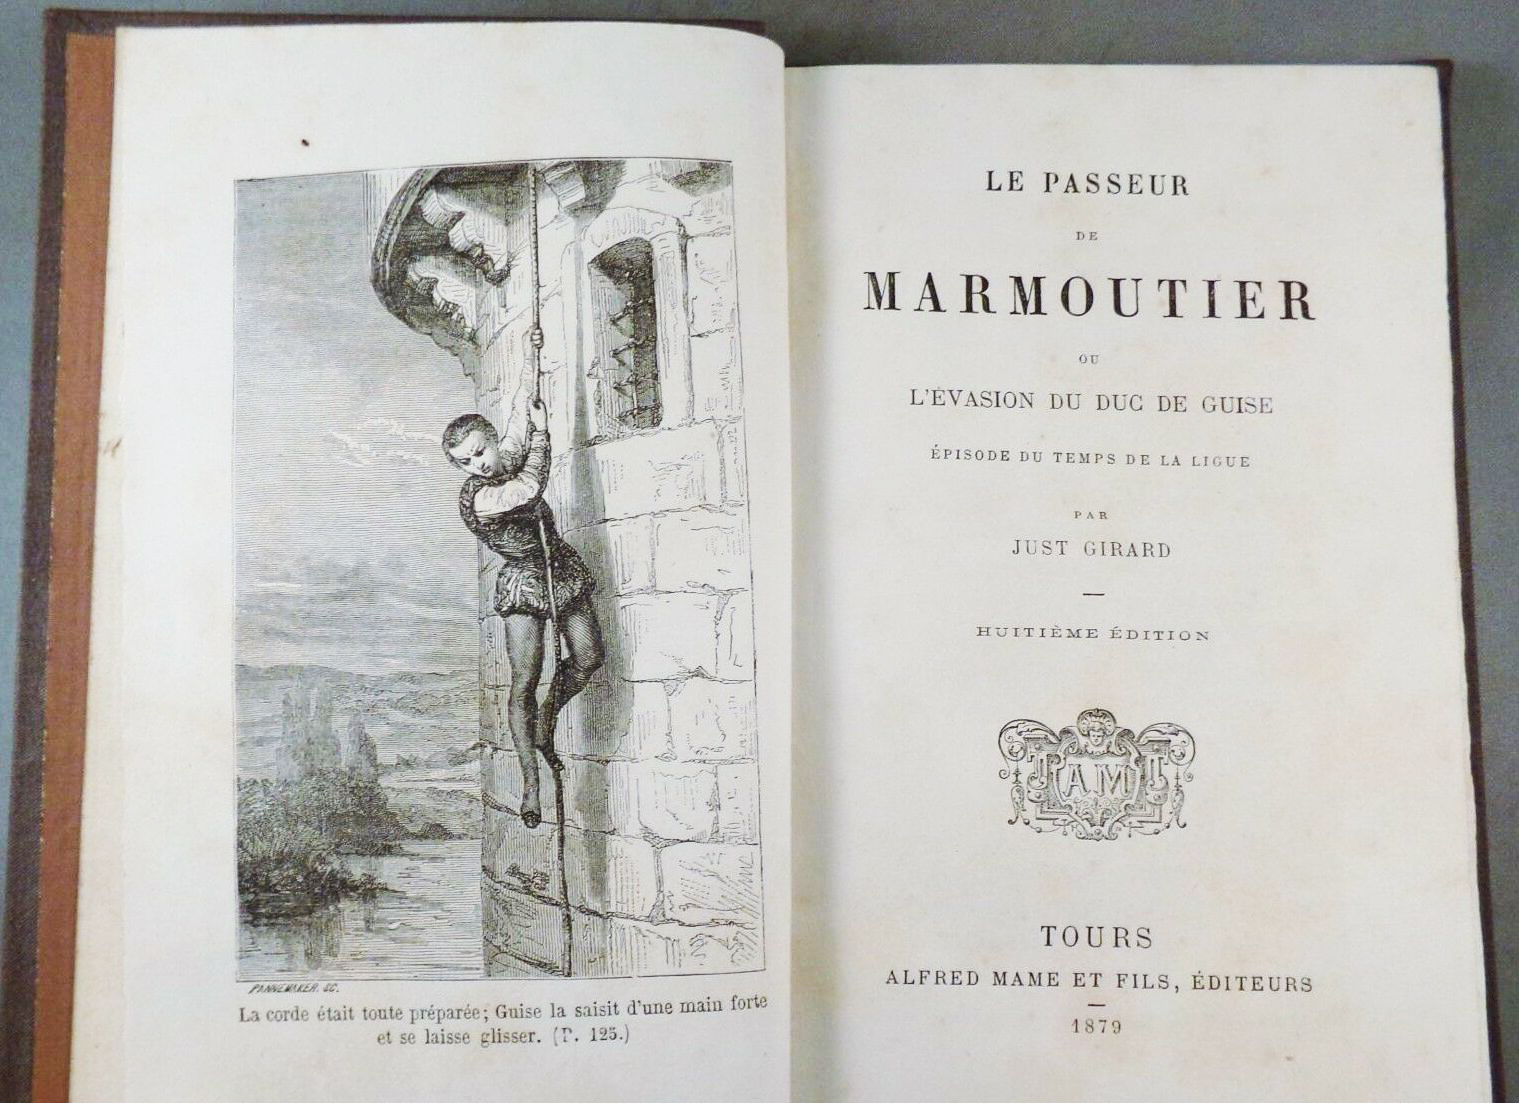 PANNEMAKER. SC.
La corde était toute préparée; Guise la saisit d'une main forte
et se laisse glisser. (P. 125.)
LE PASSEUR
DE
MARMOUTIER
OU
L'ÉVASION DU DUC DE GUISE
ÉPISODE DU TEMPS DE LA LIGUE
PAR
JUST GIRARD
HUITIÈME ÉDITION
AM
TOURS
ALFRED MAME ET FILS, ÉDITEURS
1879